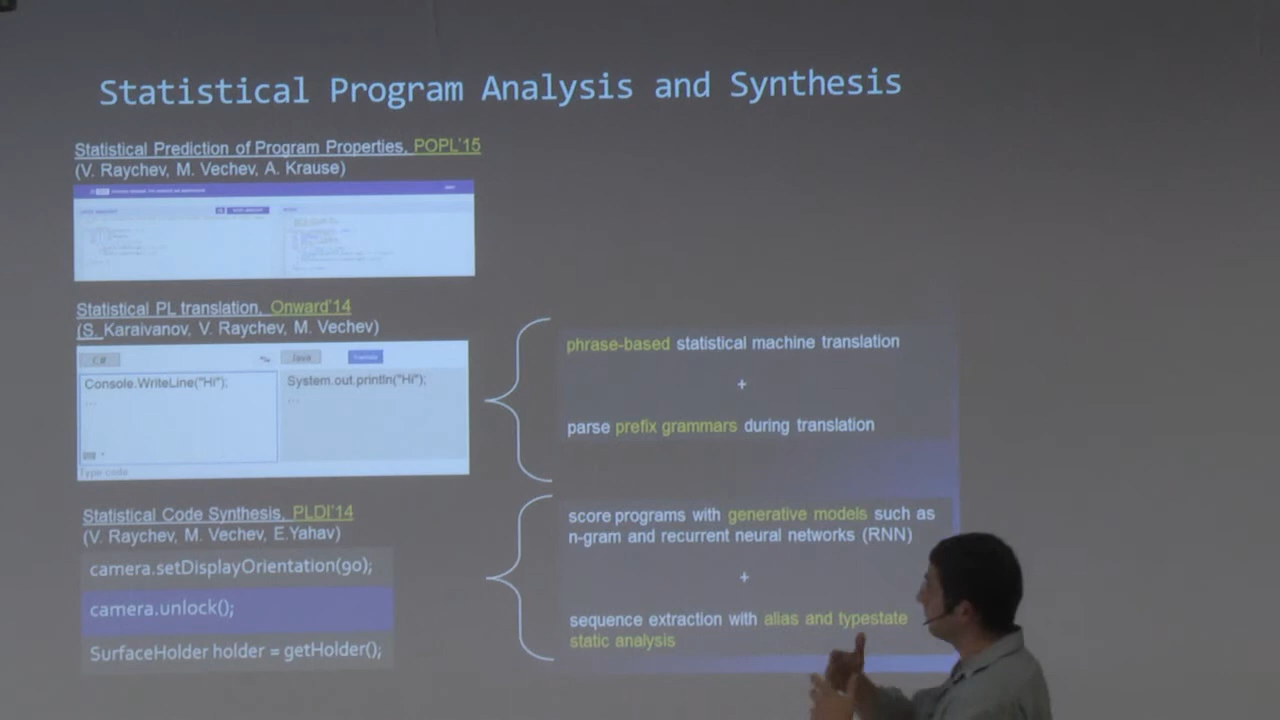 Statistical Program Analysis and Synthesis
Statistical Prediction of Program Properties, POPL'15
(V. Raychev, M. Vechev, A. Krause)
Statistical PL translation, Onward'14
(S. Karaivanov, V. Raychev, M. Vechev)
C# Java Translate
Console.WriteLine("Hi");
System.out.println("Hi");
Type code
phrase-based statistical machine translation
+
parse prefix grammars during translation
Statistical Code Synthesis, PLDI'14
(V. Raychev, M. Vechev, E.Yahav)
camera.setDisplayOrientation(90);
camera.unlock();
SurfaceHolder holder = getHolder();
score programs with generative models such as
n-gram and recurrent neural networks (RNN)
+
sequence extraction with alias and typestate
static analysis